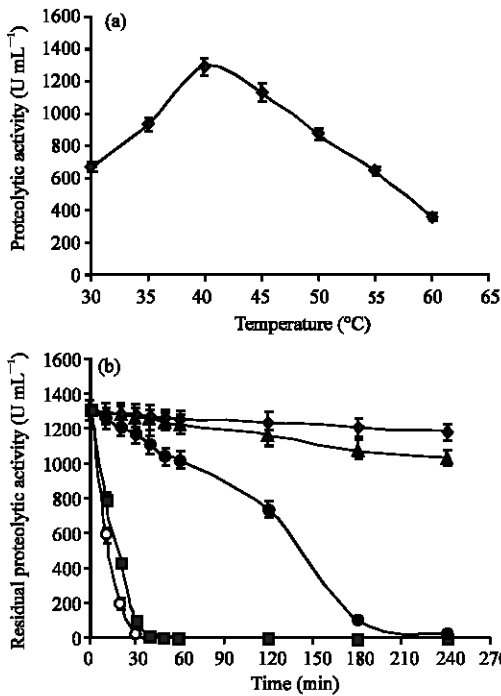 (a)
Proteolytic activity (U mL⁻¹)
1600
1400
1200
1000
800
600
400
200
0
30 35 40 45 50 55 60 65
Temperature (°C)
(b)
Residual proteolytic activity (U mL⁻¹)
1600
1400
1200
1000
800
600
400
200
0
0 30 60 90 120 150 180 210 240 270
Time (min)